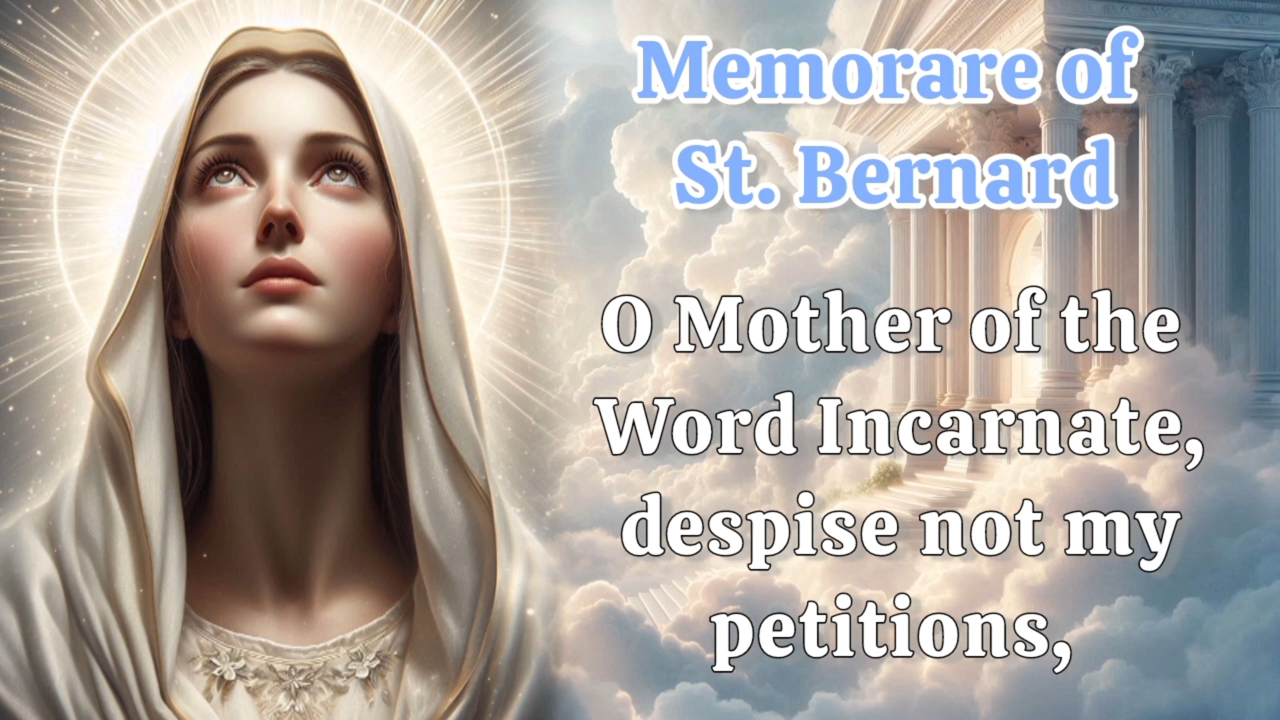 Memorare of
St. Bernard
O Mother of the
Word Incarnate,
despise not my
petitions,